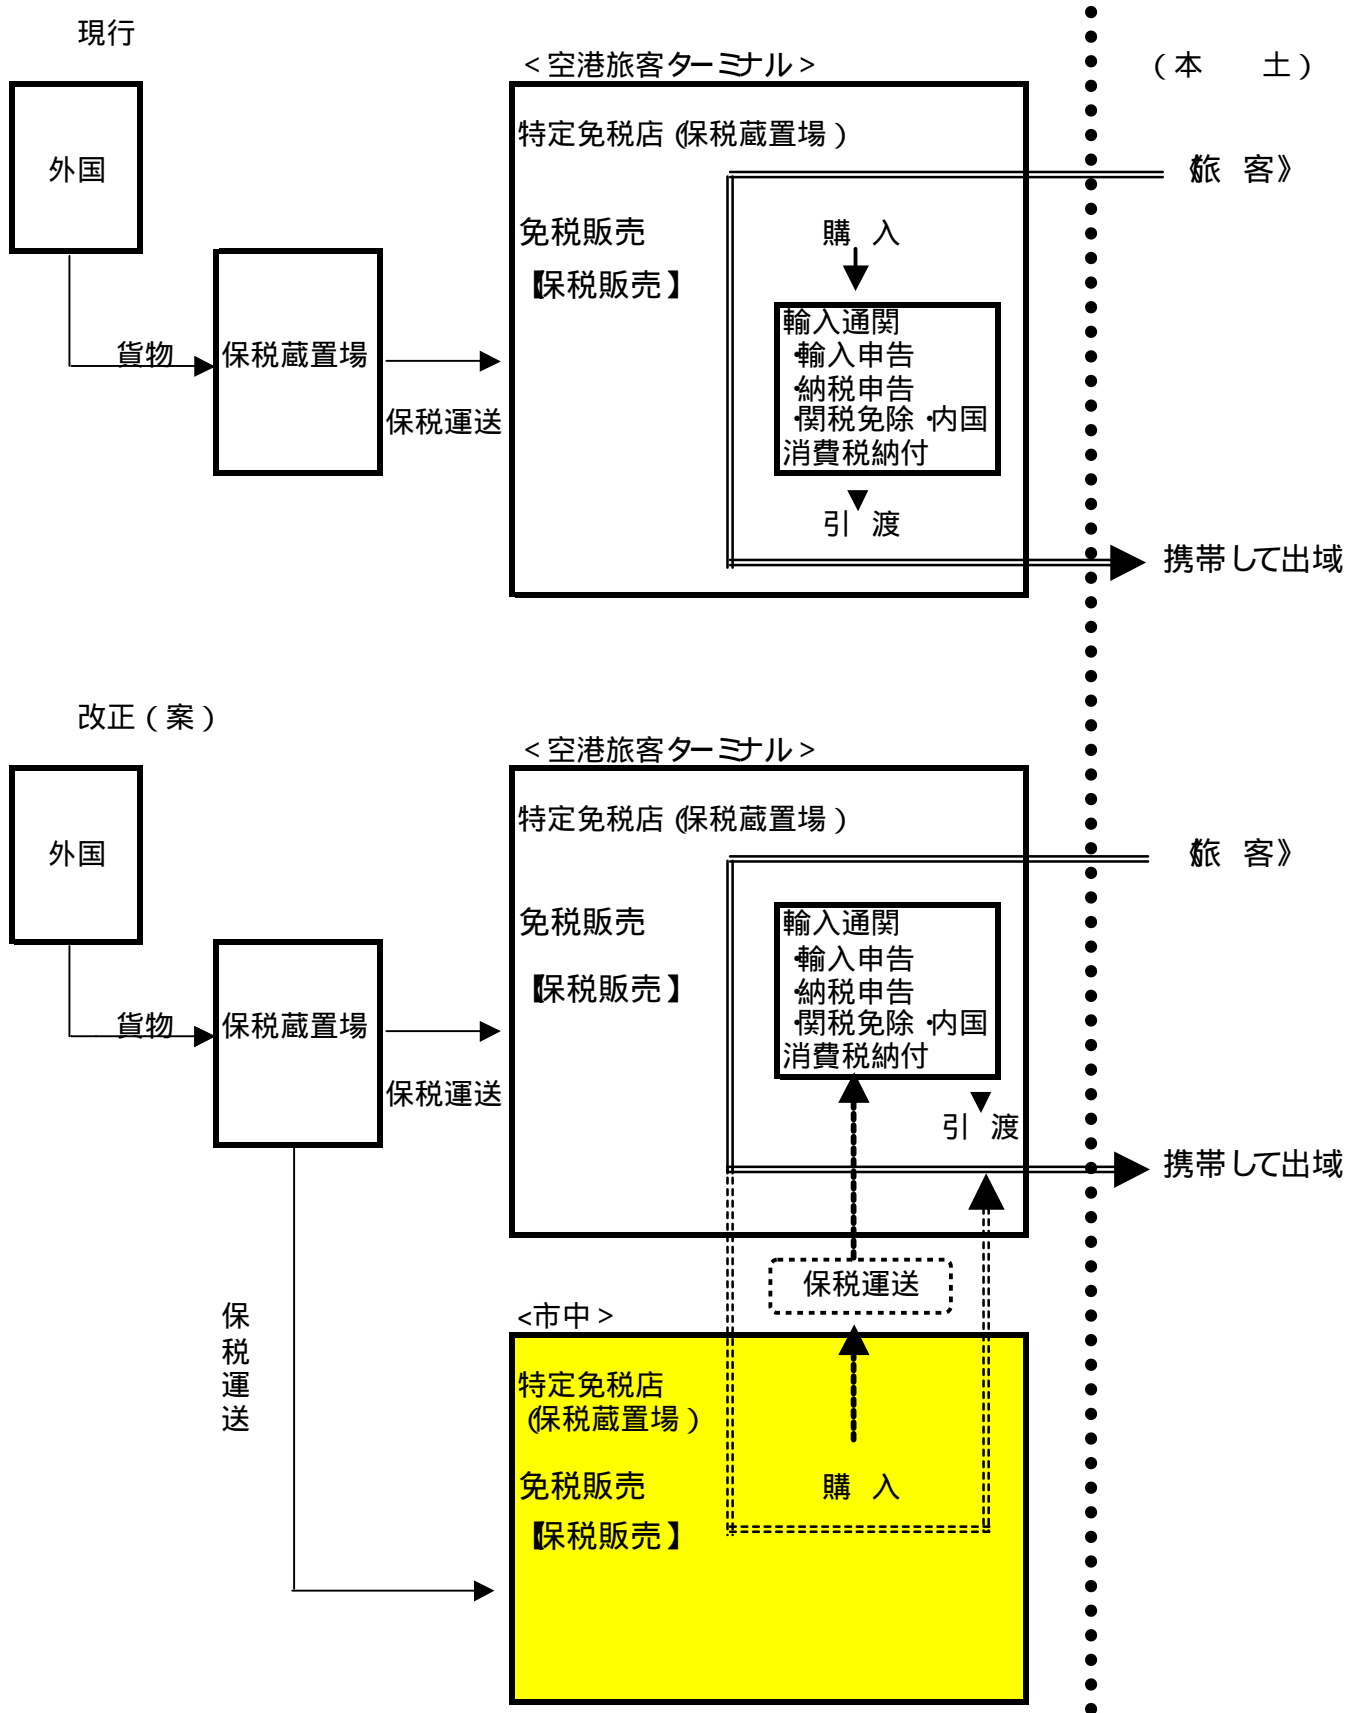 現行
<空港旅客ターミナル>
(本 土)
外国
特定免税店(保税蔵置場)
《旅 客》
免税販売
【保税販売】
購 入
輸入通関
・輸入申告
・納税申告
・関税免除・内国
消費税納付
貨物
保税蔵置場
保税運送
引 渡
携帯して出域
改正(案)
<空港旅客ターミナル>
外国
特定免税店(保税蔵置場)
《旅 客》
免税販売
【保税販売】
輸入通関
・輸入申告
・納税申告
・関税免除・内国
消費税納付
貨物
保税蔵置場
保税運送
引 渡
携帯して出域
保税運送
保税運送
<市中>
特定免税店
(保税蔵置場)
免税販売
【保税販売】
購 入